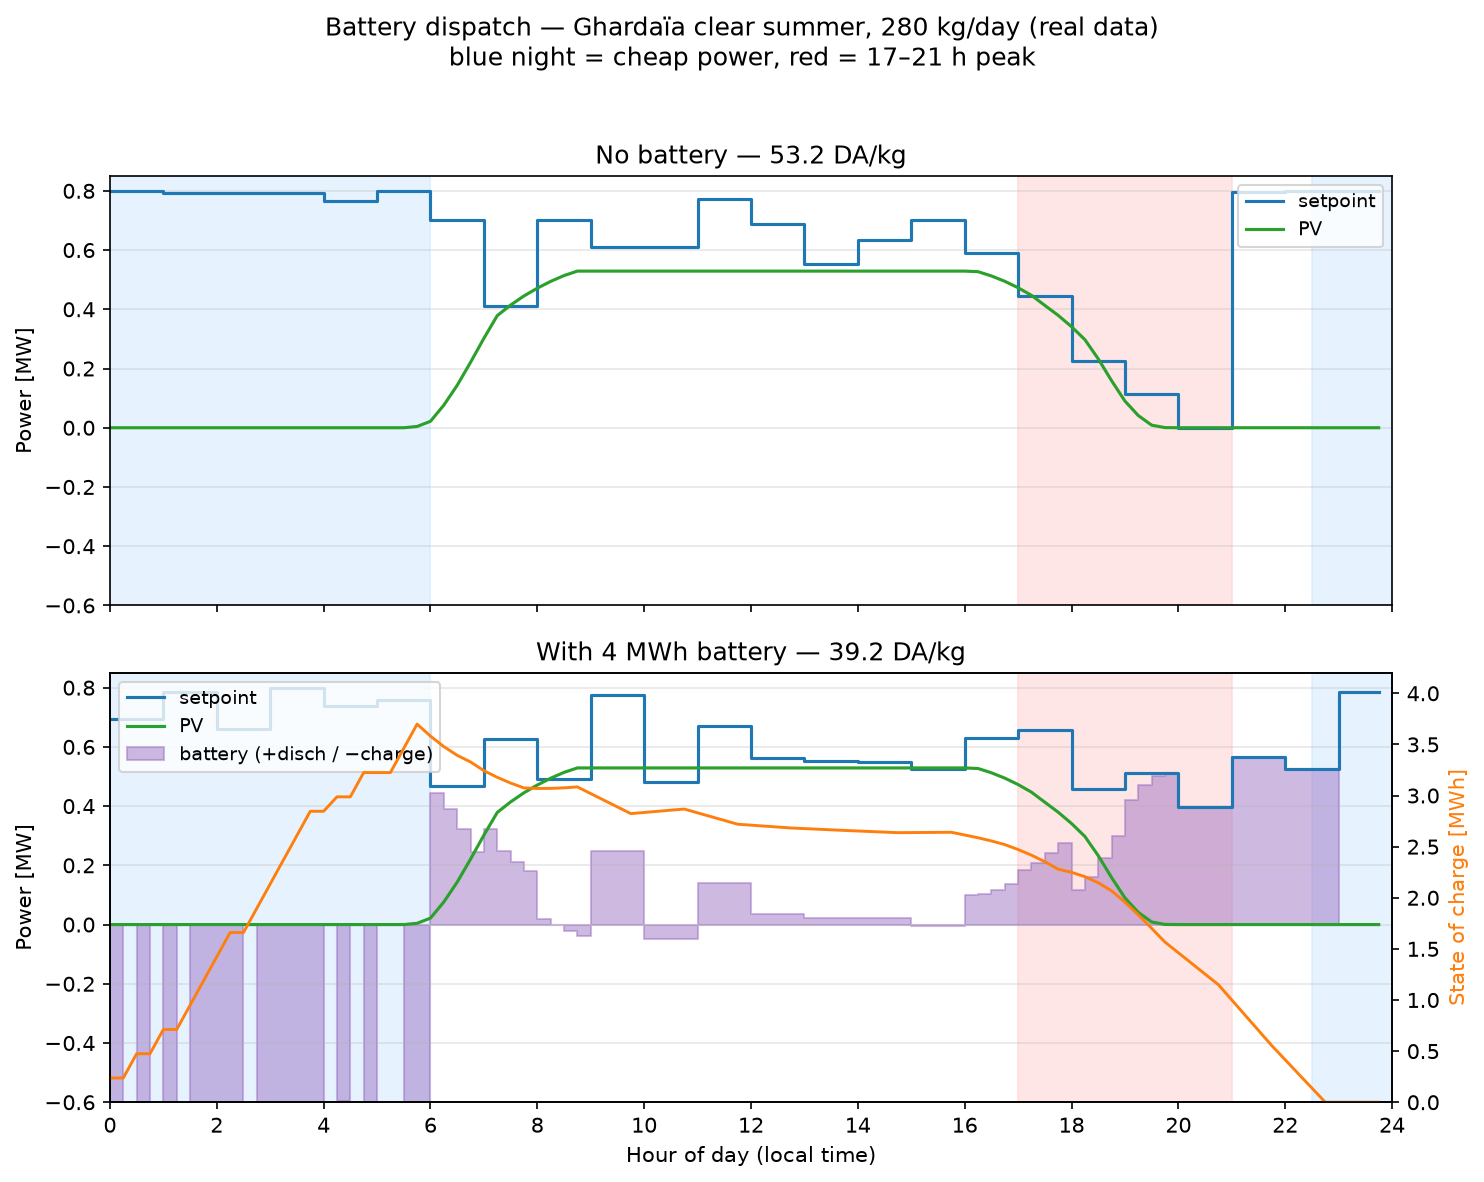 Battery dispatch — Ghardaïa clear summer, 280 kg/day (real data)
blue night = cheap power, red = 17–21 h peak
No battery — 53.2 DA/kg
Power [MW]
0.8
0.6
0.4
0.2
0.0
−0.2
−0.4
−0.6
setpoint
PV
With 4 MWh battery — 39.2 DA/kg
Power [MW]
0.8
0.6
0.4
0.2
0.0
−0.2
−0.4
−0.6
setpoint
PV
battery (+disch / −charge)
4.0
3.5
3.0
2.5
2.0
1.5
1.0
0.5
0.0
State of charge [MWh]
0 2 4 6 8 10 12 14 16 18 20 22 24
Hour of day (local time)